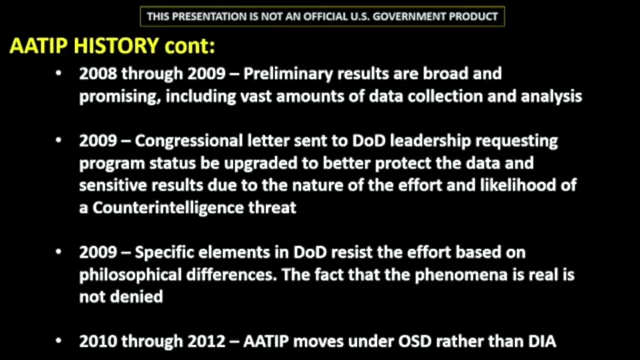 THIS PRESENTATION IS NOT AN OFFICIAL U.S. GOVERNMENT PRODUCT
AATIP HISTORY cont:
• 2008 through 2009 – Preliminary results are broad and
promising, including vast amounts of data collection and analysis
• 2009 – Congressional letter sent to DoD leadership requesting
program status be upgraded to better protect the data and
sensitive results due to the nature of the effort and likelihood of
a Counterintelligence threat
• 2009 – Specific elements in DoD resist the effort based on
philosophical differences. The fact that the phenomena is real is
not denied
• 2010 through 2012 – AATIP moves under OSD rather than DIA